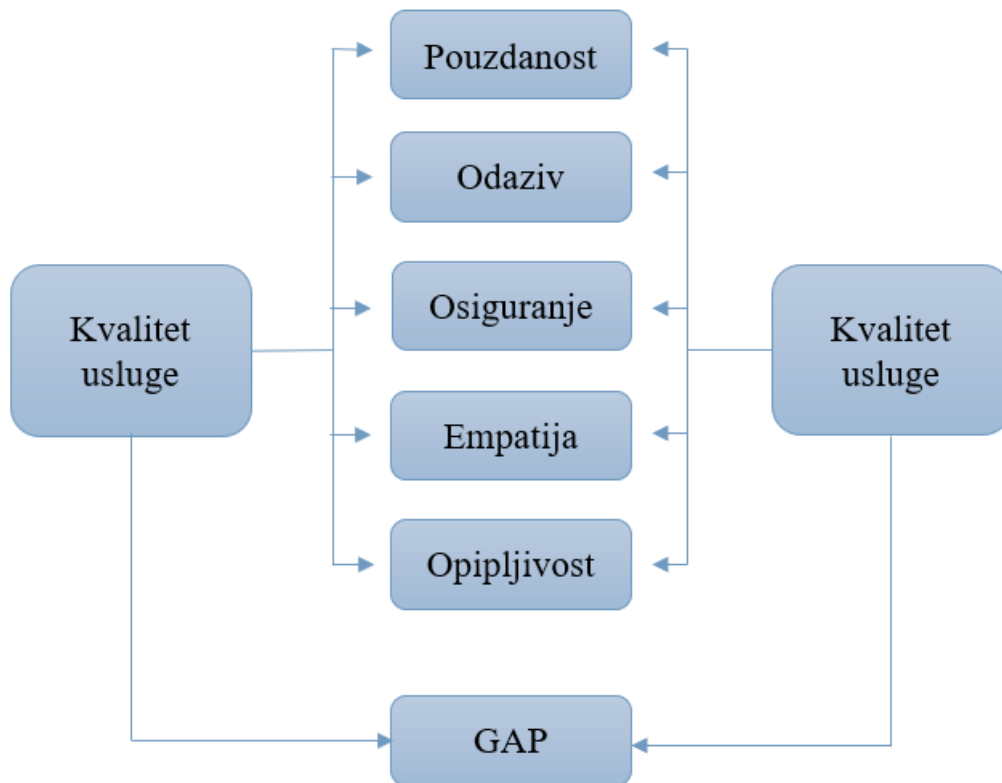 Pouzdanost
Odaziv
Osiguranje
Kvalitet
usluge
Kvalitet
usluge
Empatija
Opipljivost
GAP